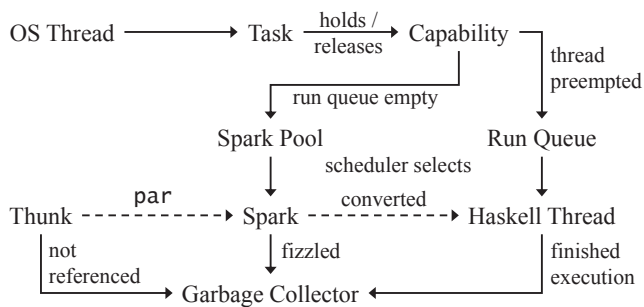 OS Thread
Task
holds /
releases
Capability
thread
preempted
run queue empty
Spark Pool
Run Queue
scheduler selects
Thunk
par
Spark
converted
Haskell Thread
not
referenced
fizzled
finished
execution
Garbage Collector